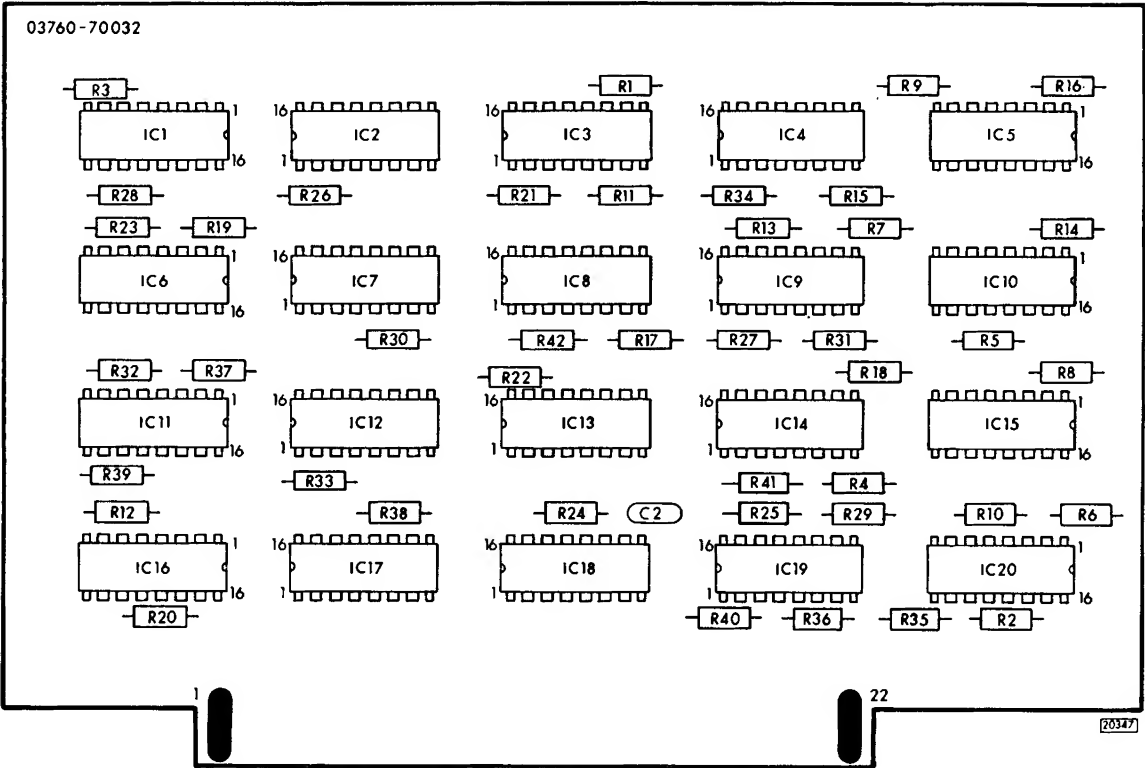 03760-70032
R3 R1 R9 R16
1 16 16 16 1
IC1 IC2 IC3 IC4 IC5
16 1 1 1 16
R28 R26 R21 R11 R34 R15
R23 R19 R13 R7 R14
1 16 16 16 1
IC6 IC7 IC8 IC9 IC10
16 1 1 1 16
R30 R42 R17 R27 R31 R5
R32 R37 R22 R18 R8
1 16 16 16 1
IC11 IC12 IC13 IC14 IC15
16 1 1 1 16
R39 R33 R41 R4
R12 R38 R24 C2 R25 R29 R10 R6
1 16 16 16 1
IC16 IC17 IC18 IC19 IC20
16 1 1 1 16
R20 R40 R36 R35 R2
1 22
20347